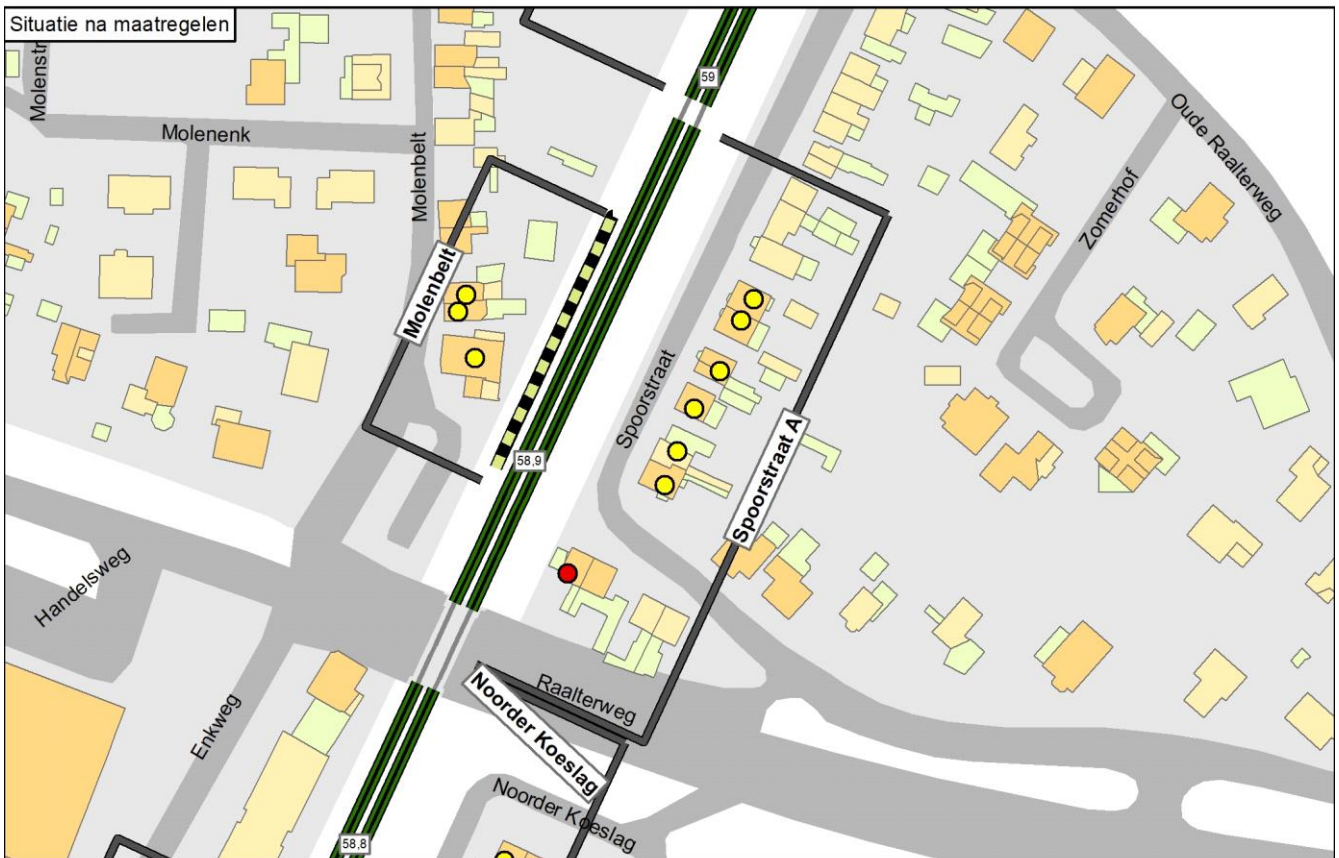 Situatie na maatregelen
Molenstr
59
Molenenk
Molenbelt
Oude Raalterweg
Zomerhof
Molenbelt
Spoorstraat
58,9
Spoorstraat A
Handelsweg
Raalterweg
Noorder Koeslag
Enkweg
Noorder Koeslag
58,8